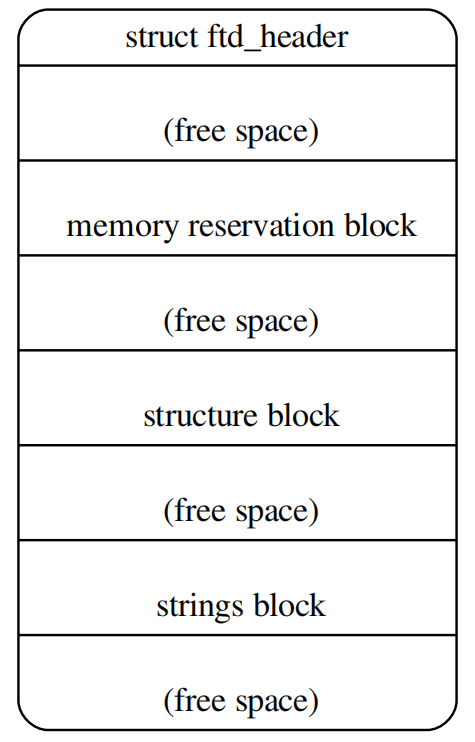 struct ftd_header
(free space)
memory reservation block
(free space)
structure block
(free space)
strings block
(free space)